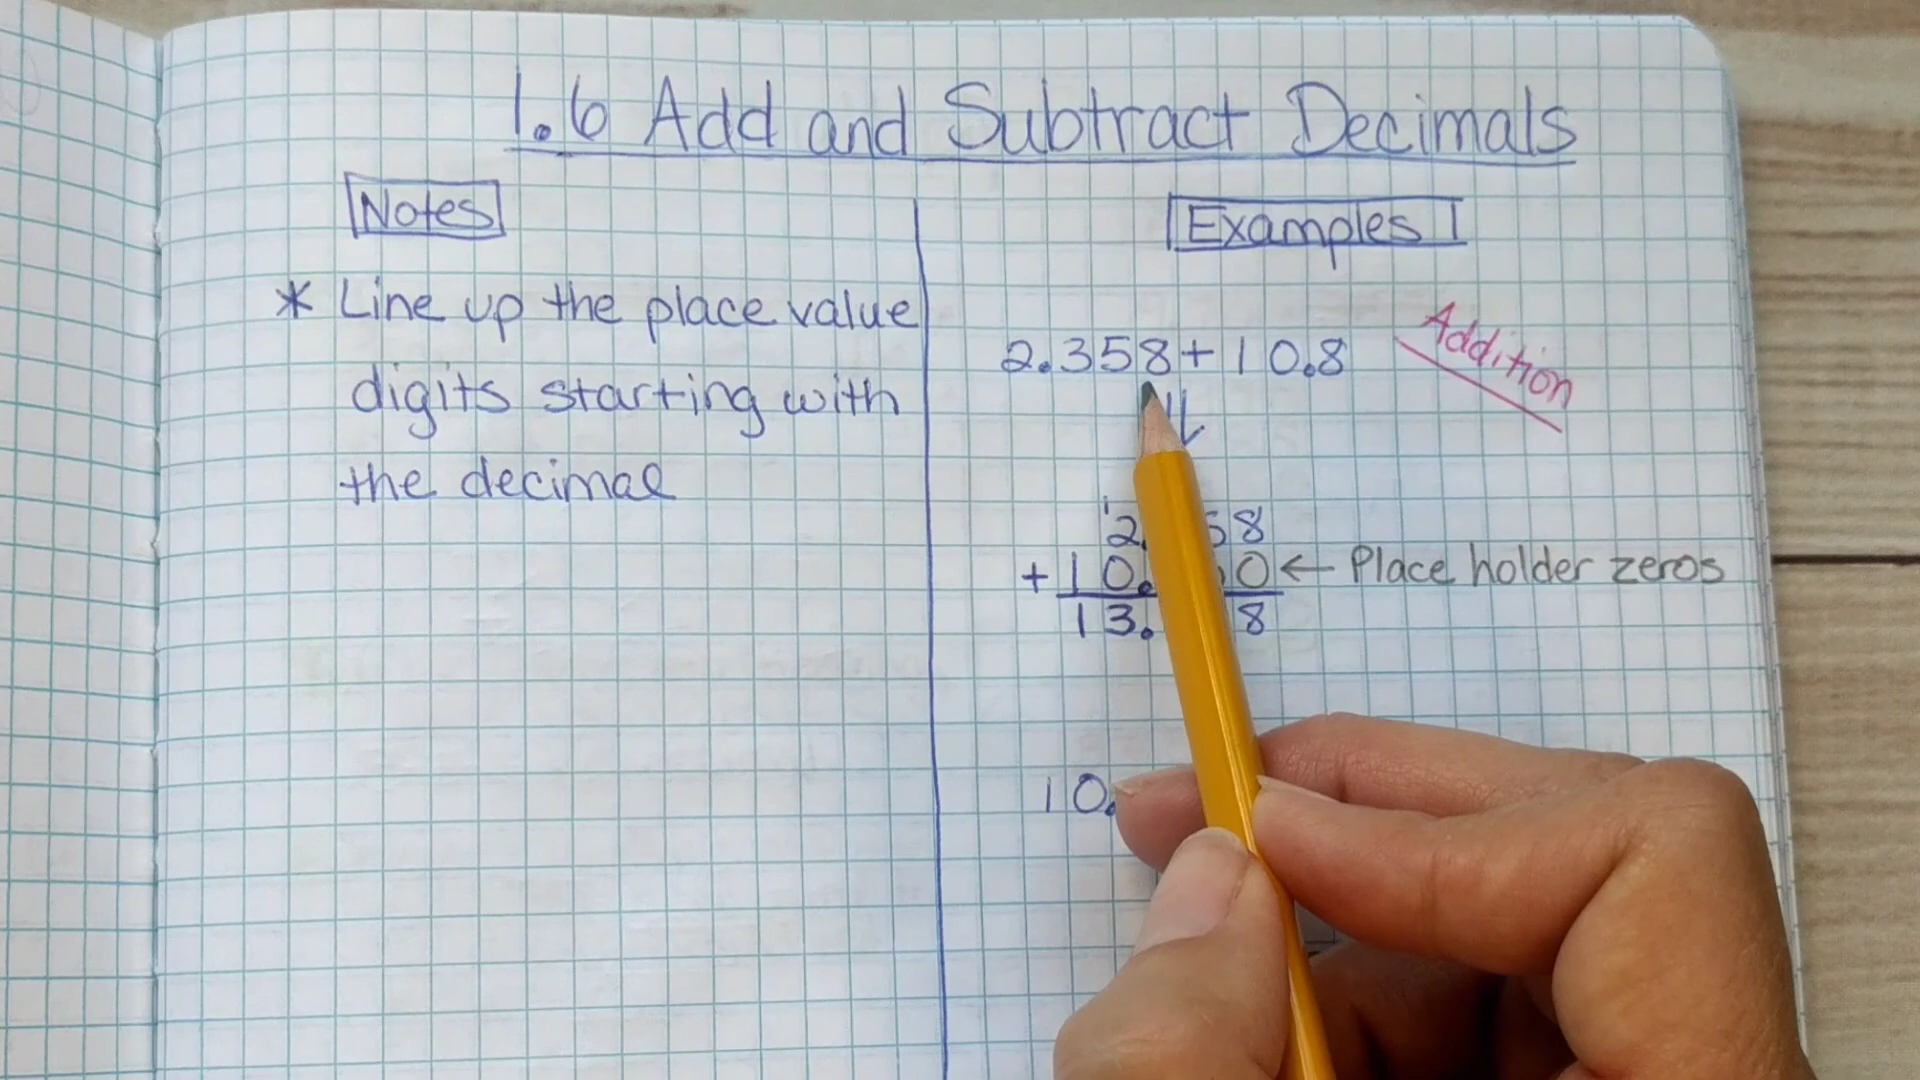 1.6 Add and Subtract Decimals
Notes
* Line up the place value
digits starting with
the decimal
Examples
Addition
2.358+10.8
1
2. 58
+10. 0 ← Place holder zeros
13. 8
10.